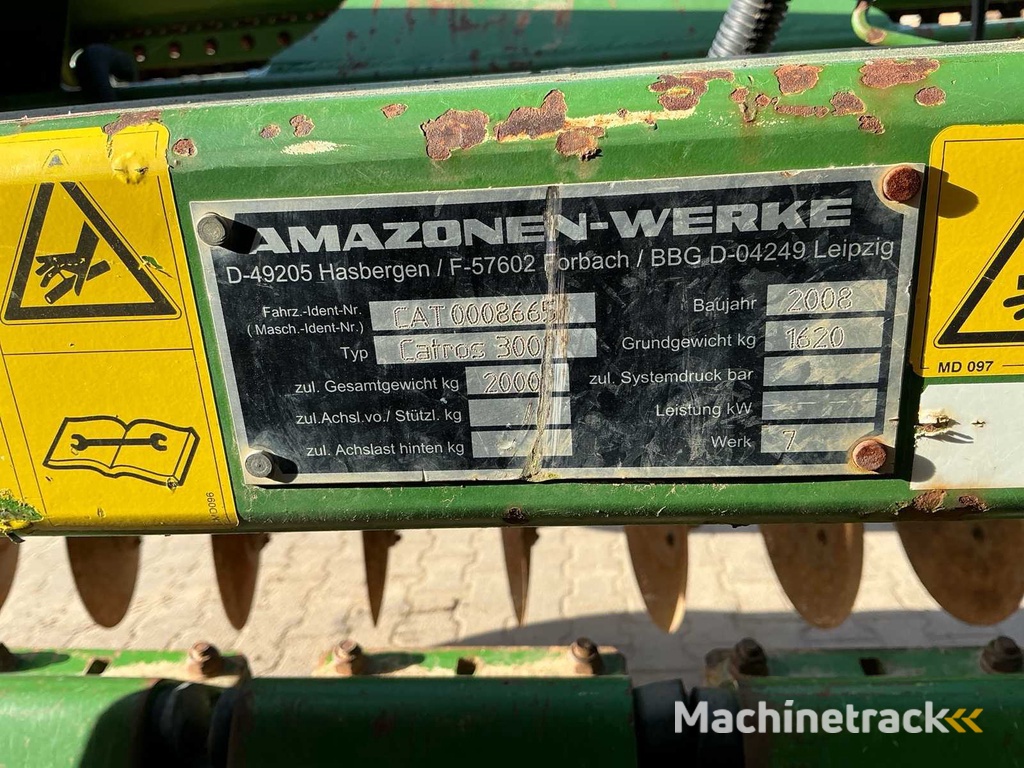 AMAZONEN-WERKE
D-49205 Hasbergen / F-57602 Forbach / BBG D-04249 Leipzig
Fahrz.-Ident-Nr. CAT0008665 Baujahr 2008
(Masch.-Ident-Nr.)
Typ Catros 3001 Grundgewicht kg 1620
zul. Gesamtgewicht kg 2000 zul. Systemdruck bar
zul.Achsl.vo./ Stützl. kg / Leistung kW
zul. Achslast hinten kg Werk 7
MD 097
Machinetrack